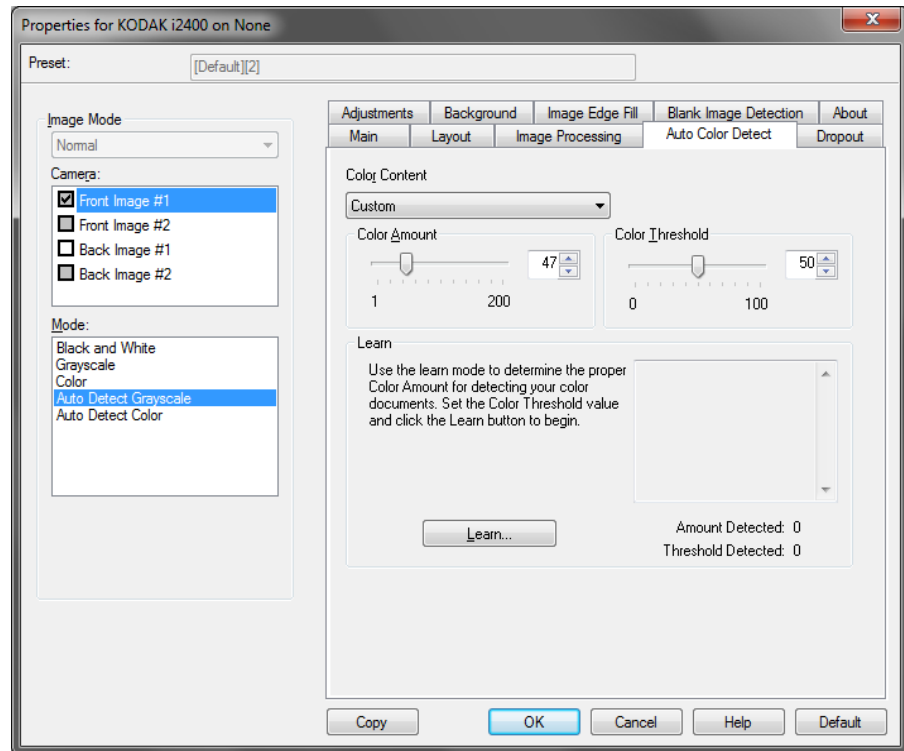 Properties for KODAK i2400 on None
x
Preset:
[Default][2]
Image Mode
Normal
Camera:
Front Image #1
Front Image #2
Back Image #1
Back Image #2
Mode:
Black and White
Grayscale
Color
Auto Detect Grayscale
Auto Detect Color
Adjustments Background Image Edge Fill Blank Image Detection About
Main Layout Image Processing Auto Color Detect Dropout
Color Content
Custom
Color Amount
47
1 200
Color Threshold
50
0 100
Learn
Use the learn mode to determine the proper
Color Amount for detecting your color
documents. Set the Color Threshold value
and click the Learn button to begin.
Learn...
Amount Detected: 0
Threshold Detected: 0
Copy OK Cancel Help Default